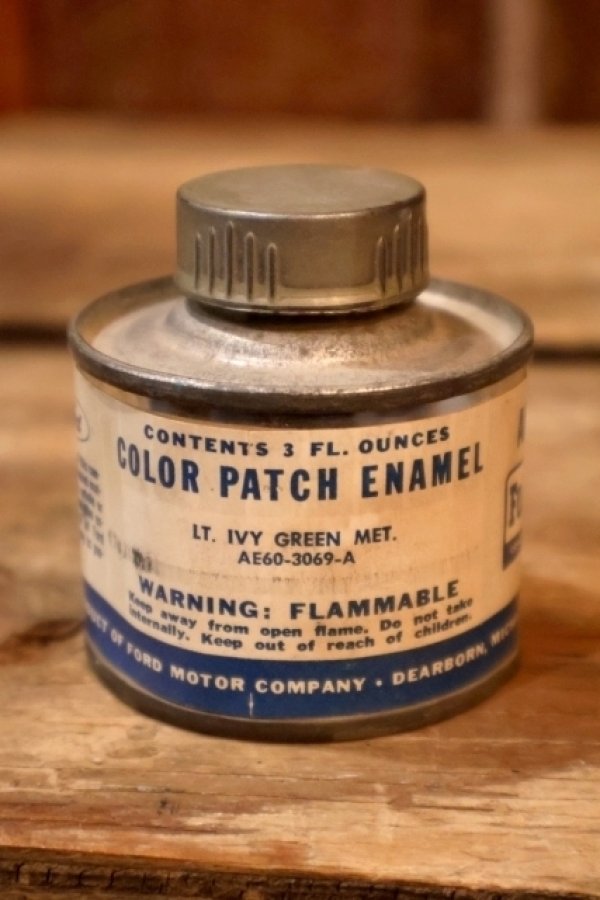 CONTENTS 3 FL. OUNCES
COLOR PATCH ENAMEL
LT. IVY GREEN MET.
AE60-3069-A
WARNING: FLAMMABLE
Keep away from open flame. Do not take
internally. Keep out of reach of children.
OF FORD MOTOR COMPANY • DEARBORN,